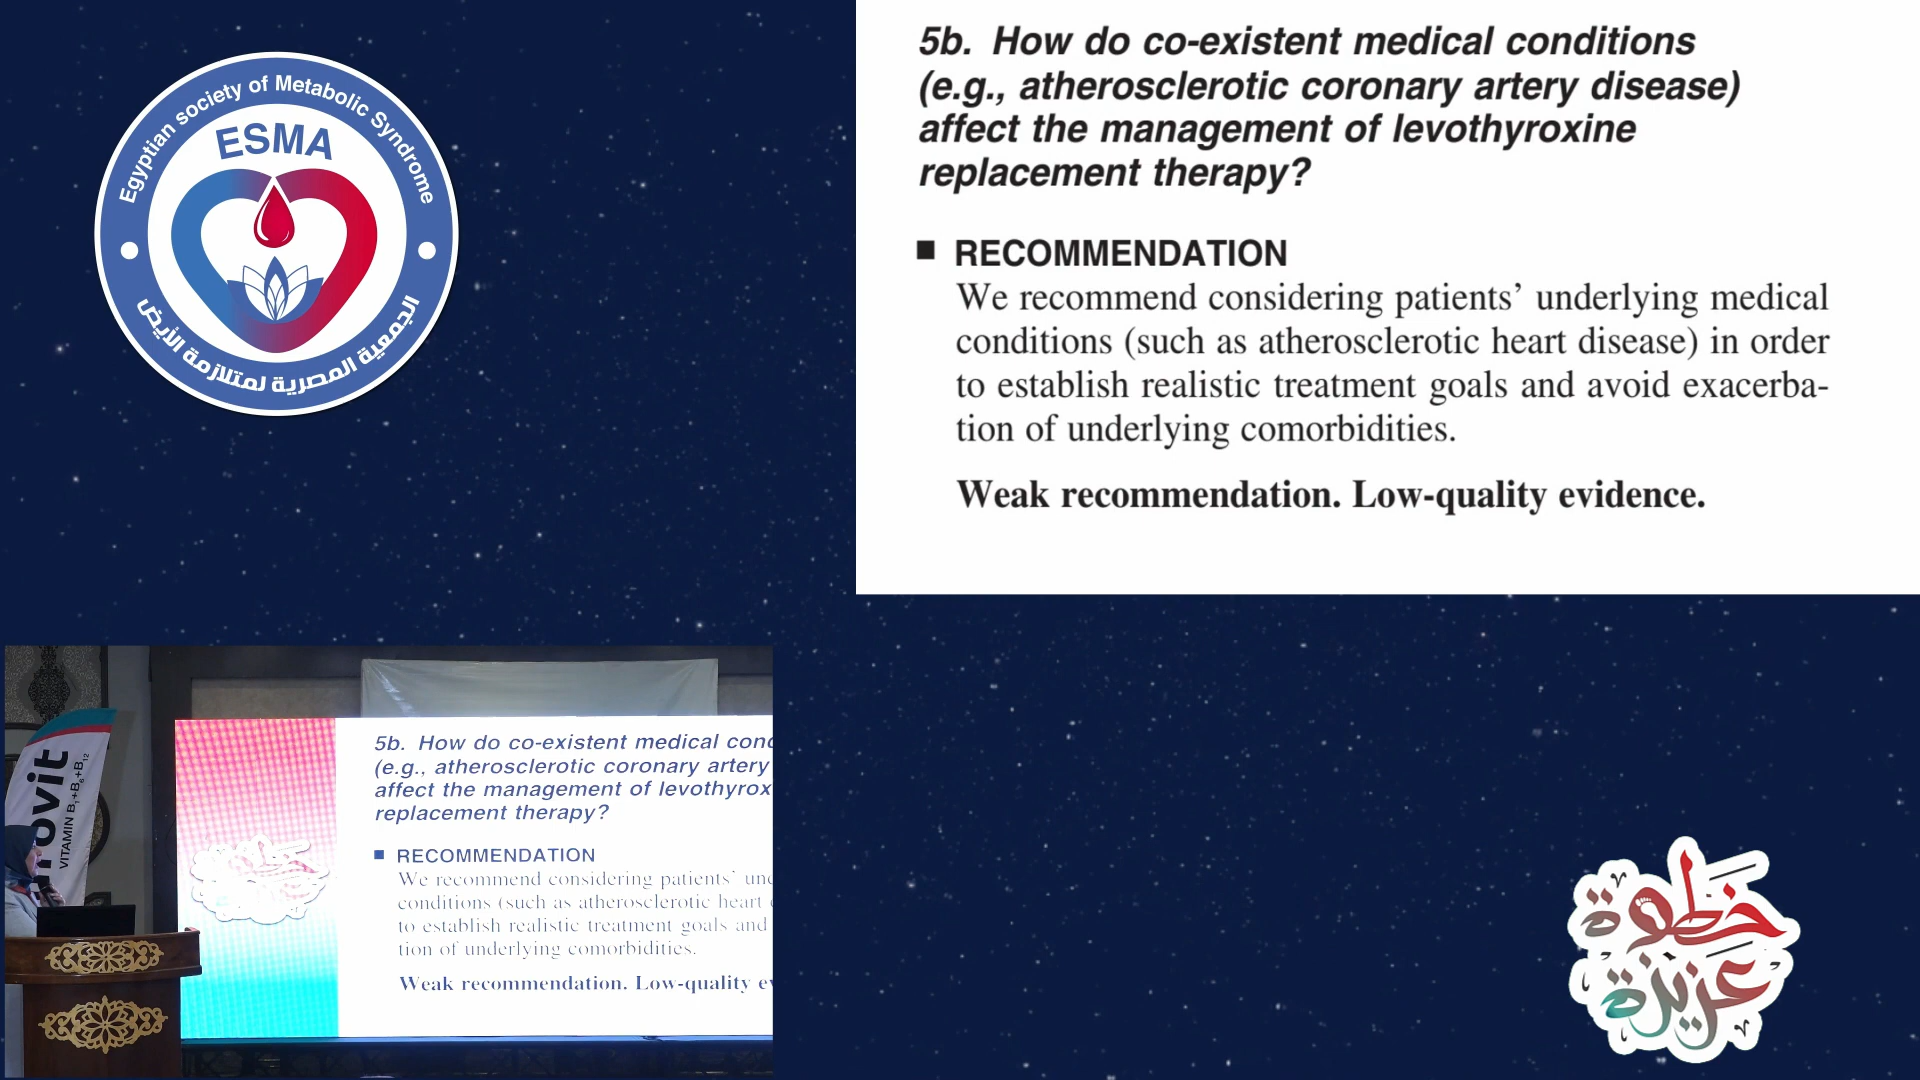 Egyptian society of Metabolic Syndrome
ESMA
الجمعية المصرية لمتلازمة الأيض
5b. How do co-existent medical conditions
(e.g., atherosclerotic coronary artery disease)
affect the management of levothyroxine
replacement therapy?
■ RECOMMENDATION
We recommend considering patients’ underlying medical
conditions (such as atherosclerotic heart disease) in order
to establish realistic treatment goals and avoid exacerba-
tion of underlying comorbidities.
Weak recommendation. Low-quality evidence.
VITAMIN B1+B6+B12
5b. How do co-existent medical
(e.g., atherosclerotic coronary artery
affect the management of
replacement therapy?
■ RECOMMENDATION
We recommend considering patients’
conditions (such as atherosclerotic heart
to establish realistic treatment goals and
tion of underlying comorbidities.
Weak recommendation. Low-quality
خطوة
عزيزة